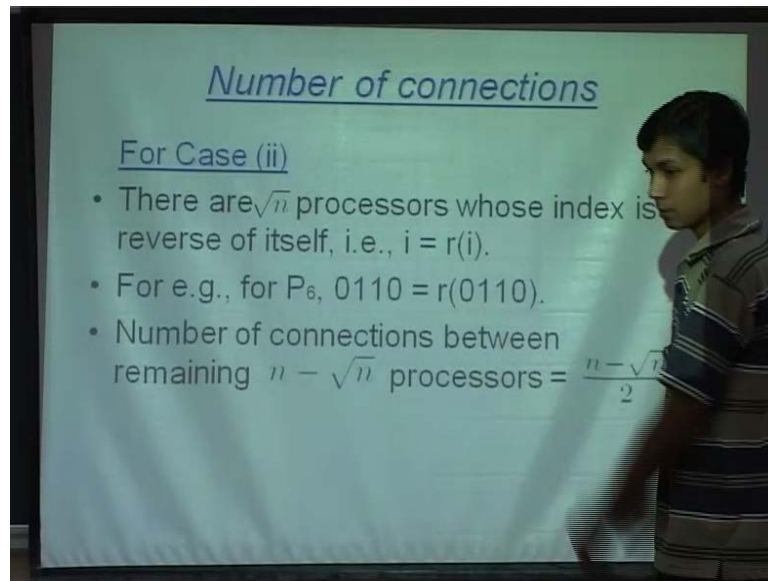 Number of connections
For Case (ii)
• There are √n processors whose index is
reverse of itself, i.e., i = r(i).
• For e.g., for P₆, 0110 = r(0110).
• Number of connections between
remaining n − √n processors = (n−√n)/2